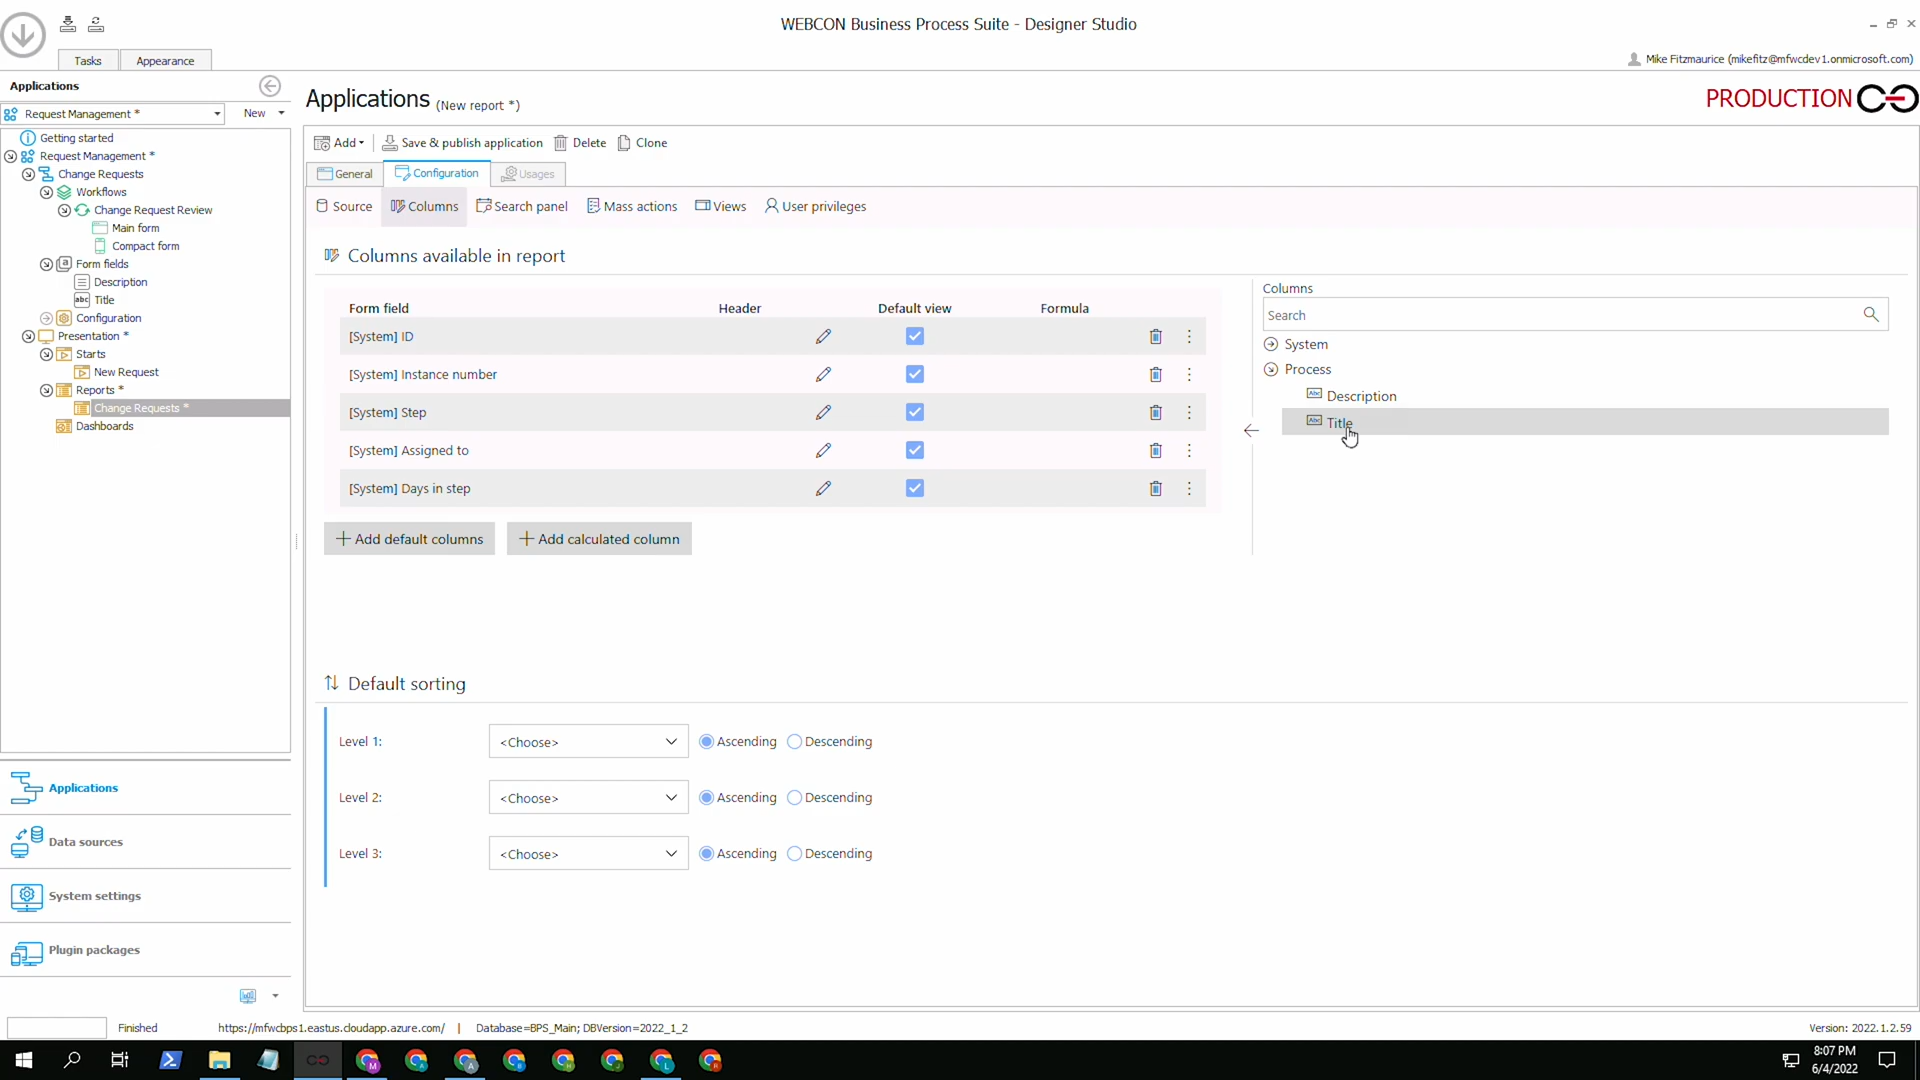 WEBCON Business Process Suite - Designer Studio
Tasks
Appearance
Mike Fitzmaurice (mikefitz@mfwcdev1.onmicrosoft.com)
Applications
Request Management *
New
Getting started
Request Management *
Change Requests
Workflows
Change Request Review
Main form
Compact form
Form fields
Description
abc Title
Configuration
Presentation *
Starts
New Request
Reports *
Change Requests *
Dashboards
Applications
Data sources
System settings
Plugin packages
Applications (New report *)
PRODUCTION
Add
Save & publish application
Delete
Clone
General
Configuration
Usages
Source
Columns
Search panel
Mass actions
Views
User privileges
Columns available in report
Form field Header Default view Formula
[System] ID
[System] Instance number
[System] Step
[System] Assigned to
[System] Days in step
Add default columns
Add calculated column
Columns
Search
System
Process
Abc Description
Abc Title
Default sorting
Level 1: <Choose> Ascending Descending
Level 2: <Choose> Ascending Descending
Level 3: <Choose> Ascending Descending
Finished
https://mfwcbps1.eastus.cloudapp.azure.com/ | Database=BPS_Main; DBVersion=2022_1_2
Version: 2022.1.2.59
M
A
A
L
R
8:07 PM
6/4/2022